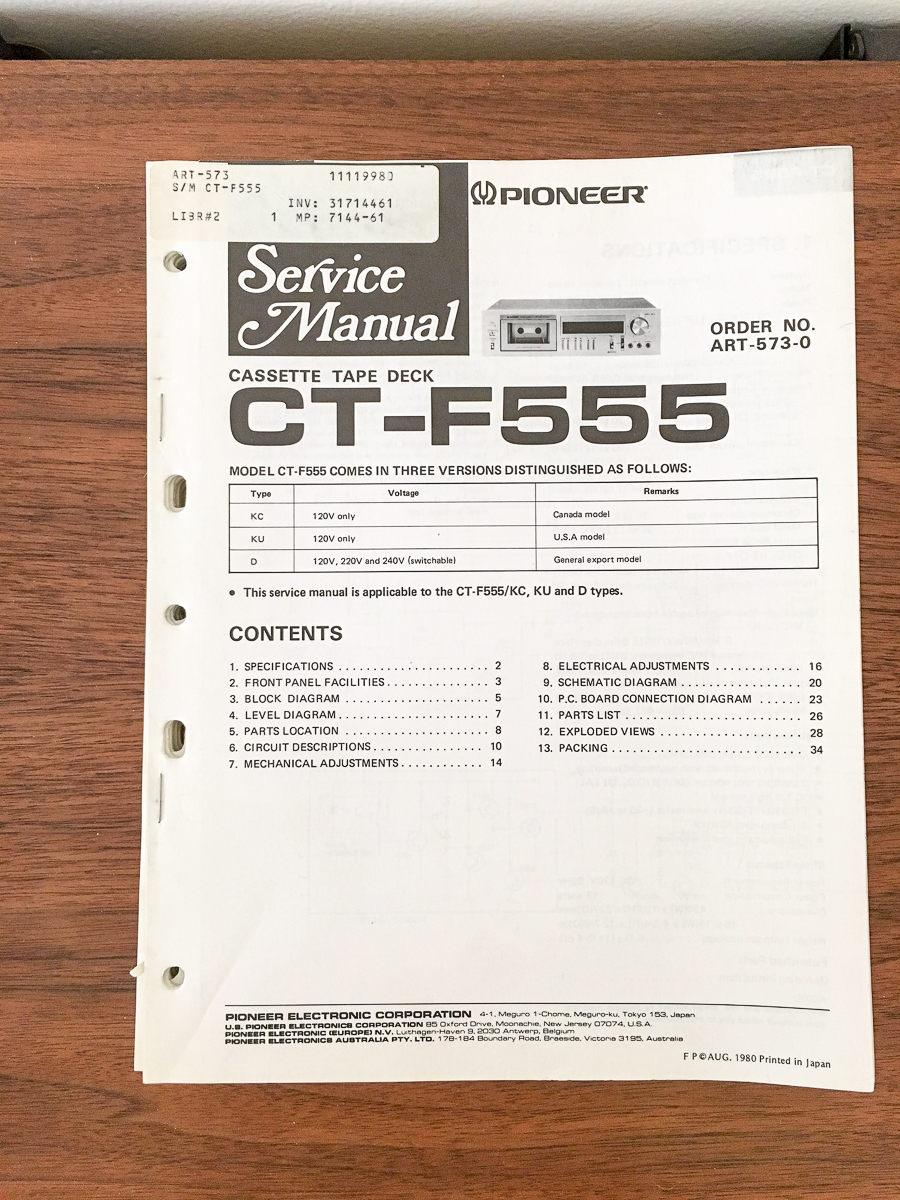 ART-573 11119980
S/M CT-F555
INV: 31714461
LIBR#2 1 MP: 7144-61
PIONEER®
Service
Manual
ORDER NO.
ART-573-0
CASSETTE TAPE DECK
CT-F555
MODEL CT-F555 COMES IN THREE VERSIONS DISTINGUISHED AS FOLLOWS:
Type Voltage Remarks
KC 120V only Canada model
KU 120V only U.S.A model
D 120V, 220V and 240V (switchable) General export model
● This service manual is applicable to the CT-F555/KC, KU and D types.
CONTENTS
1. SPECIFICATIONS . . . . . . . . . . . . . . . . . . . . . . 2
2. FRONT PANEL FACILITIES . . . . . . . . . . . . . . . 3
3. BLOCK DIAGRAM . . . . . . . . . . . . . . . . . . . . . 5
4. LEVEL DIAGRAM . . . . . . . . . . . . . . . . . . . . . . 7
5. PARTS LOCATION . . . . . . . . . . . . . . . . . . . . . 8
6. CIRCUIT DESCRIPTIONS . . . . . . . . . . . . . . . . 10
7. MECHANICAL ADJUSTMENTS . . . . . . . . . . . . 14
8. ELECTRICAL ADJUSTMENTS . . . . . . . . . . . . 16
9. SCHEMATIC DIAGRAM . . . . . . . . . . . . . . . . . 20
10. P.C. BOARD CONNECTION DIAGRAM . . . . . . 23
11. PARTS LIST . . . . . . . . . . . . . . . . . . . . . . . . . 26
12. EXPLODED VIEWS . . . . . . . . . . . . . . . . . . . . 28
13. PACKING . . . . . . . . . . . . . . . . . . . . . . . . . . . 34
PIONEER ELECTRONIC CORPORATION 4-1, Meguro 1-Chome, Meguro-ku, Tokyo 153, Japan
U.S. PIONEER ELECTRONICS CORPORATION 85 Oxford Drive, Moonachie, New Jersey 07074, U.S.A.
PIONEER ELECTRONIC (EUROPE) N.V. Luithagen-Haven 9, 2030 Antwerp, Belgium
PIONEER ELECTRONICS AUSTRALIA PTY. LTD. 178-184 Boundary Road, Braeside, Victoria 3195, Australia
F P © AUG. 1980 Printed in Japan